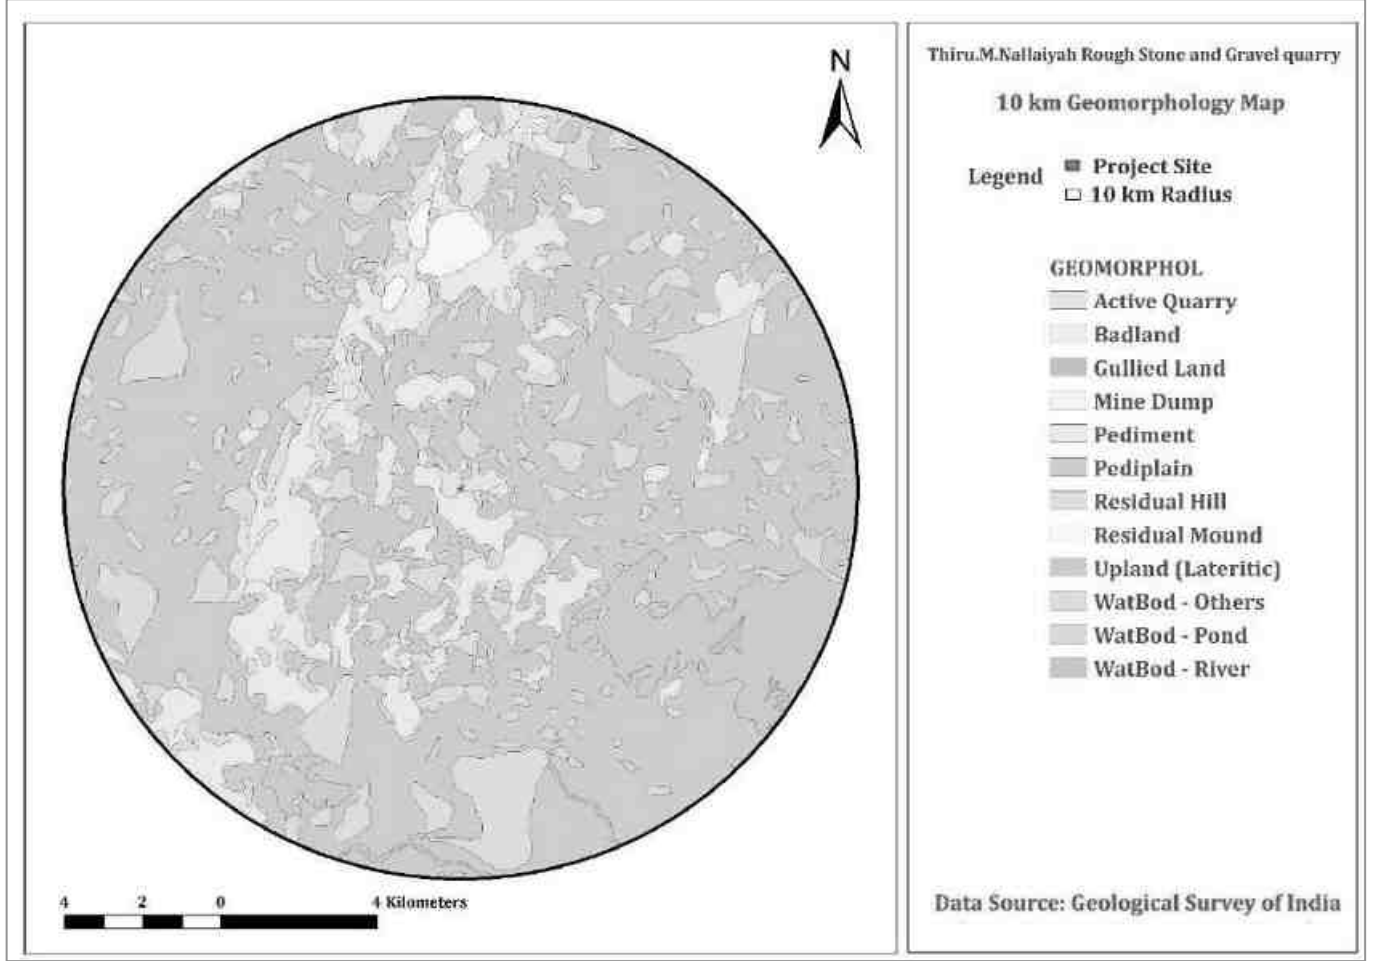 N
Thiru.M.Nallaiyah Rough Stone and Gravel quarry
10 km Geomorphology Map
Legend
Project Site
10 km Radius
GEOMORPHOL
Active Quarry
Badland
Gullied Land
Mine Dump
Pediment
Pediplain
Residual Hill
Residual Mound
Upland (Lateritic)
WatBod - Others
WatBod - Pond
WatBod - River
4 2 0 4 Kilometers
Data Source: Geological Survey of India